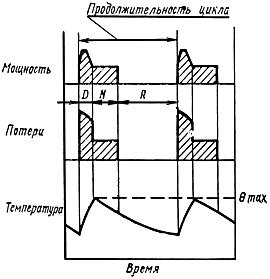 Продолжительность цикла
Мощность
D N R
Потери
Температура
θ max
Время